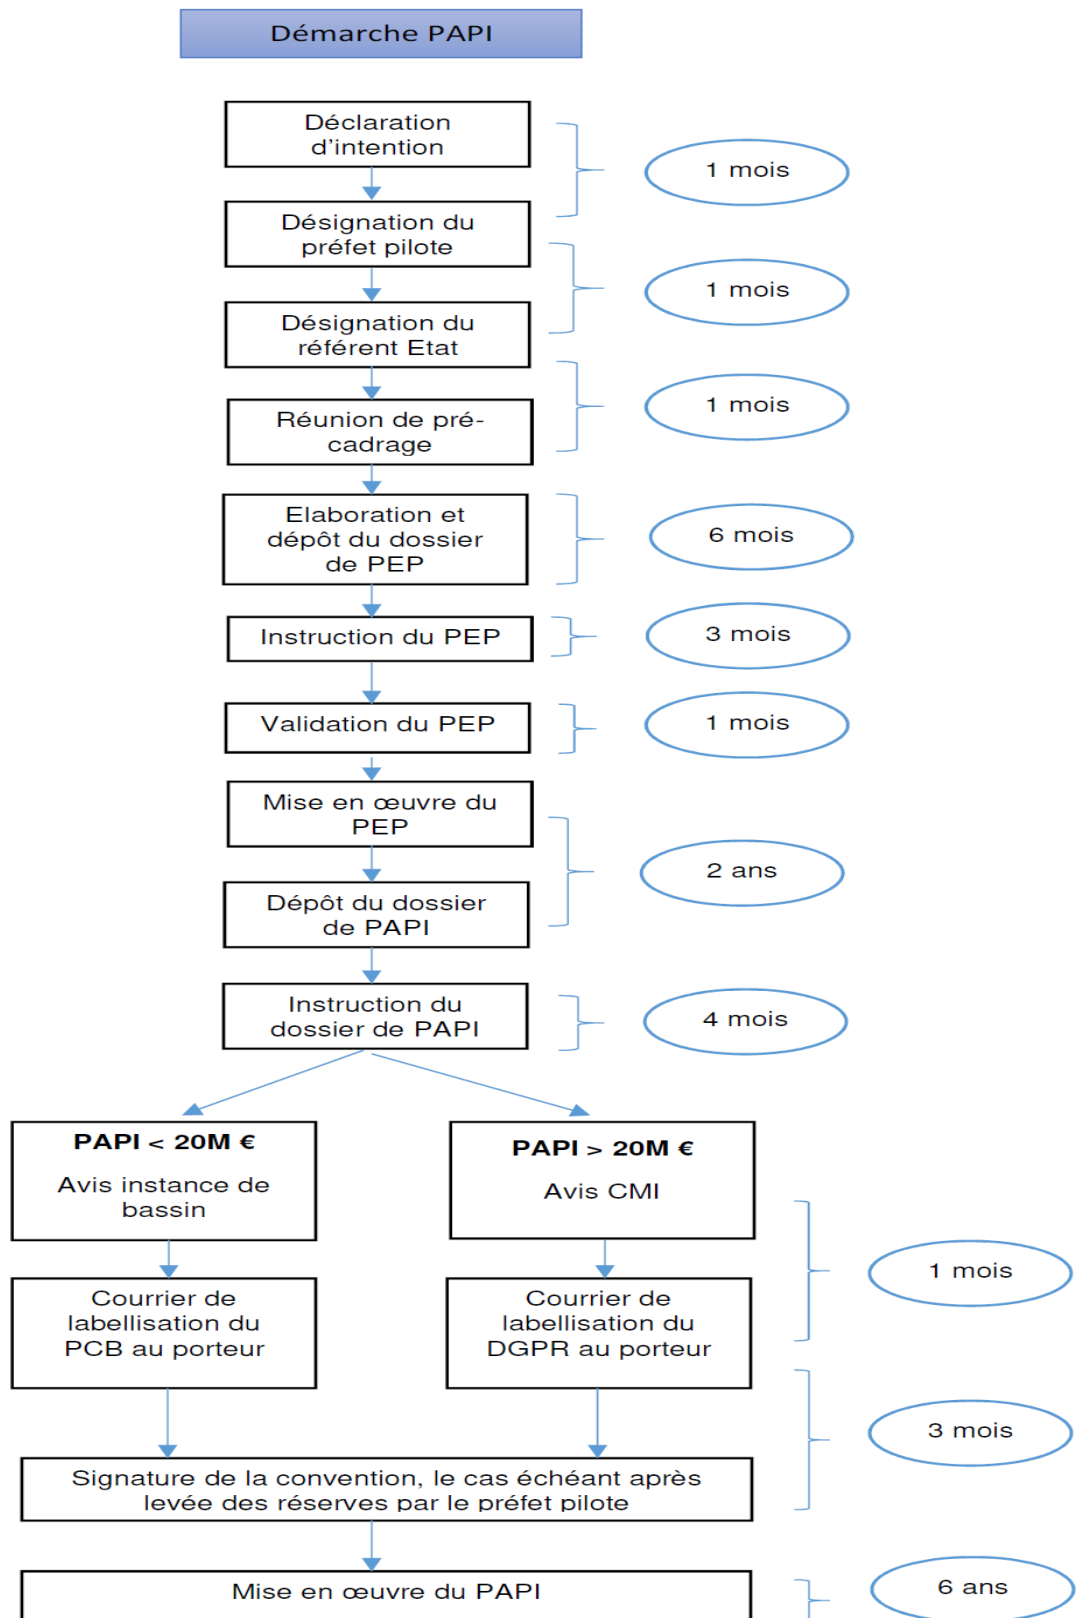 Démarche PAPI
Déclaration
d'intention
1 mois
Désignation du
préfet pilote
1 mois
Désignation du
référent Etat
1 mois
Réunion de pré-
cadrage
Elaboration et
dépôt du dossier
de PEP
6 mois
Instruction du PEP
3 mois
Validation du PEP
1 mois
Mise en œuvre du
PEP
2 ans
Dépôt du dossier
de PAPI
Instruction du
dossier de PAPI
4 mois
PAPI < 20M €
Avis instance de
bassin
PAPI > 20M €
Avis CMI
1 mois
Courrier de
labellisation du
PCB au porteur
Courrier de
labellisation du
DGPR au porteur
3 mois
Signature de la convention, le cas échéant après
levée des réserves par le préfet pilote
Mise en œuvre du PAPI
6 ans